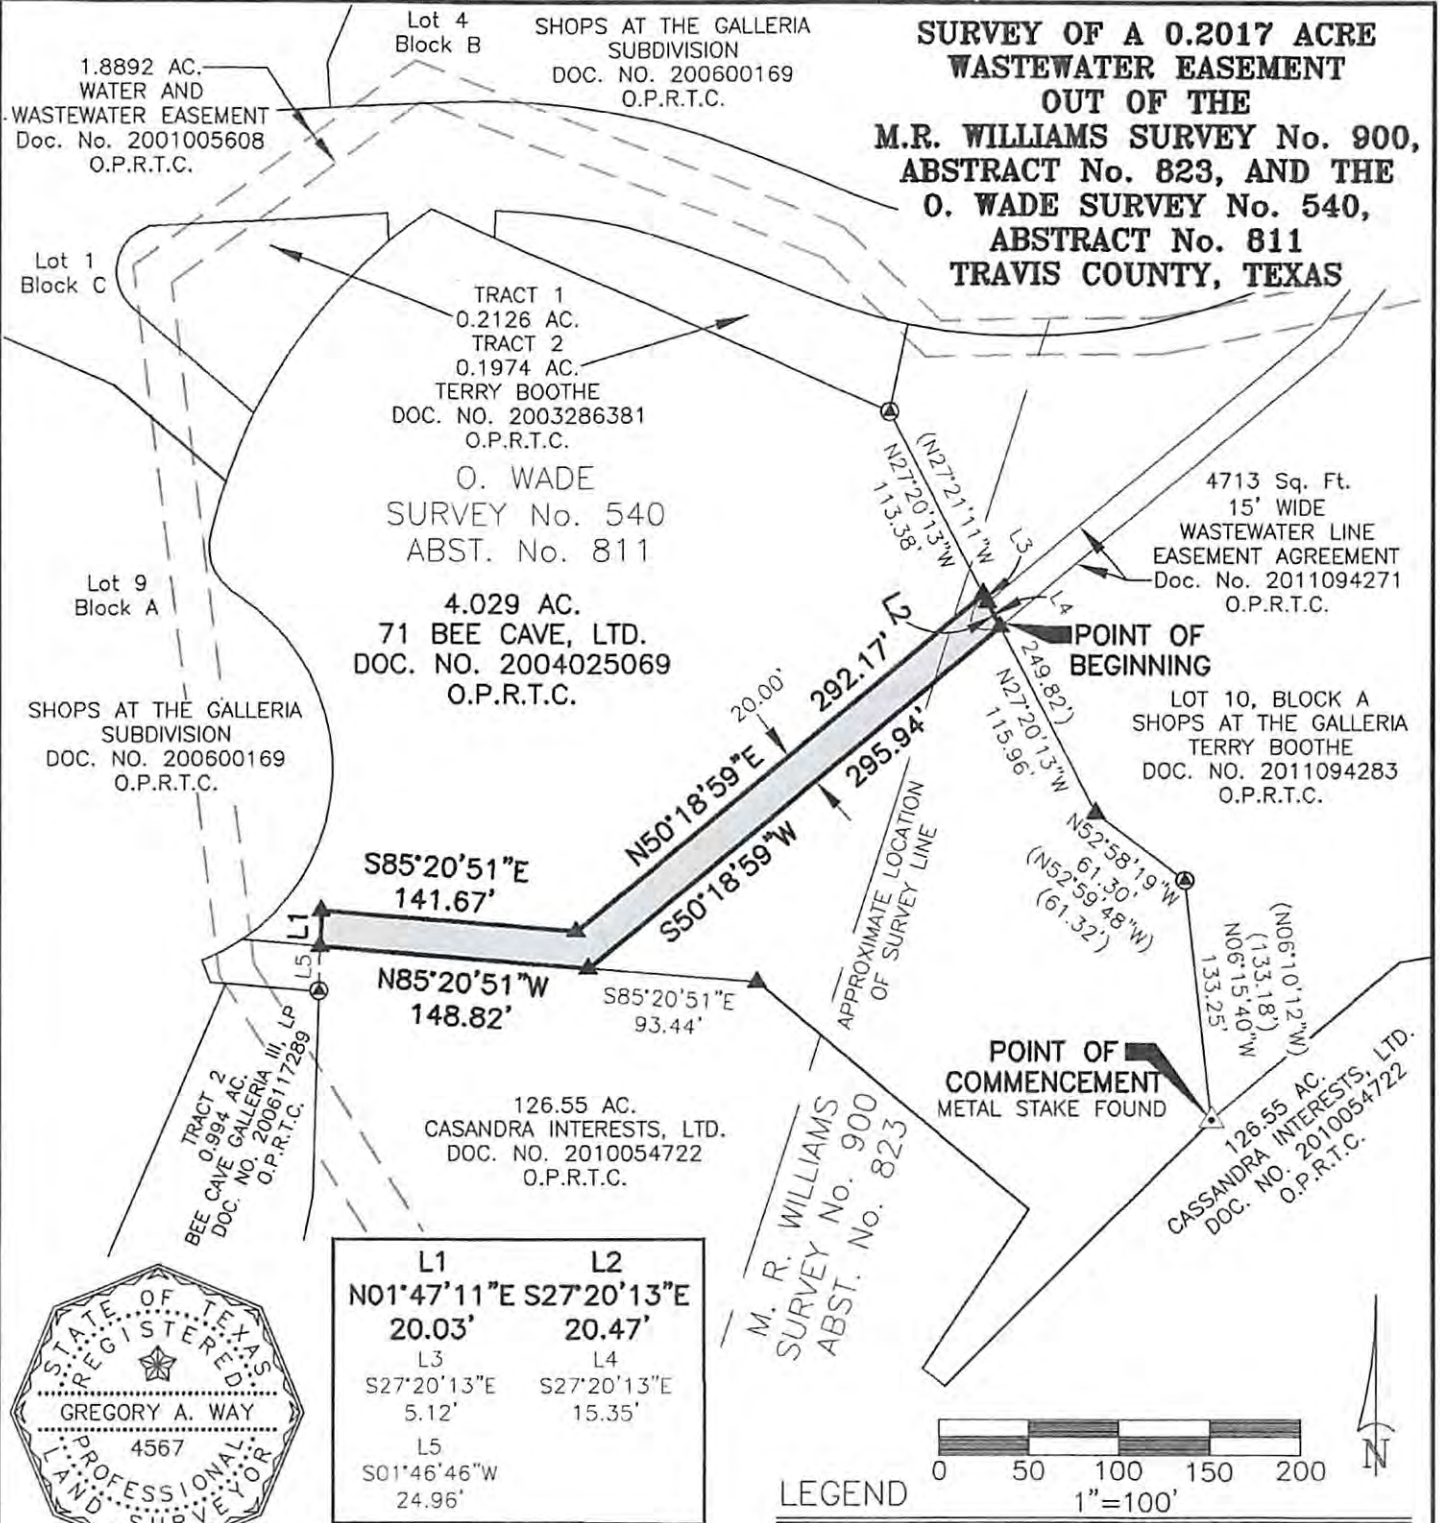 SURVEY OF A 0.2017 ACRE
WASTEWATER EASEMENT
OUT OF THE
M.R. WILLIAMS SURVEY No. 900,
ABSTRACT No. 823, AND THE
O. WADE SURVEY No. 540,
ABSTRACT No. 811
TRAVIS COUNTY, TEXAS
Lot 4
Block B
SHOPS AT THE GALLERIA
SUBDIVISION
DOC. NO. 200600169
O.P.R.T.C.
1.8892 AC.
WATER AND
WASTEWATER EASEMENT
Doc. No. 2001005608
O.P.R.T.C.
Lot 1
Block C
TRACT 1
0.2126 AC.
TRACT 2
0.1974 AC.
TERRY BOOTHE
DOC. NO. 2003286381
O.P.R.T.C.
O. WADE
SURVEY No. 540
ABST. No. 811
4.029 AC.
71 BEE CAVE, LTD.
DOC. NO. 2004025069
O.P.R.T.C.
(N27°21'11"W
N27°20'13"W
113.38'
L3
L4
L2
4713 Sq. Ft.
15' WIDE
WASTEWATER LINE
EASEMENT AGREEMENT
Doc. No. 2011094271
O.P.R.T.C.
POINT OF
BEGINNING
249.82')
N27°20'13"W
115.96'
LOT 10, BLOCK A
SHOPS AT THE GALLERIA
TERRY BOOTHE
DOC. NO. 2011094283
O.P.R.T.C.
Lot 9
Block A
SHOPS AT THE GALLERIA
SUBDIVISION
DOC. NO. 200600169
O.P.R.T.C.
20.00'
292.17'
N50°18'59"E
295.94'
S50°18'59"W
N52°58'19"W
61.30'
(N52°59'48"W)
(61.32')
APPROXIMATE LOCATION
OF SURVEY LINE
S85°20'51"E
141.67'
L1
L5
N85°20'51"W
148.82'
S85°20'51"E
93.44'
(N06°10'12"W)
(133.18')
N06°15'40"W
133.25'
POINT OF
COMMENCEMENT
METAL STAKE FOUND
TRACT 2
0.994 AC.
BEE CAVE GALLERIA III, LP
DOC. NO. 2006117289
O.P.R.T.C.
126.55 AC.
CASANDRA INTERESTS, LTD.
DOC. NO. 2010054722
O.P.R.T.C.
126.55 AC.
CASSANDRA INTERESTS, LTD.
DOC. NO. 2010054722
O.P.R.T.C.
M. R. WILLIAMS
SURVEY No. 900
ABST. No. 823
L1 L2
N01°47'11"E S27°20'13"E
20.03' 20.47'
L3 L4
S27°20'13"E S27°20'13"E
5.12' 15.35'
L5
S01°46'46"W
24.96'
STATE OF TEXAS
REGISTERED
GREGORY A. WAY
4567
PROFESSIONAL
LAND SURVEYOR
N
0 50 100 150 200
1"=100'
LEGEND